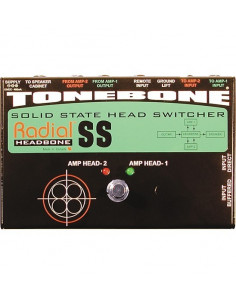 SUPPLY TO SPEAKER CABINET FROM AMP-2 OUTPUT FROM AMP-1 OUTPUT REMOTE INPUT GROUND LIFT TO AMP-2 INPUT TO AMP-1 INPUT
TONEBONE
SOLID STATE HEAD SWITCHER
Radial SS
HEADBONE
AMP HEAD-2 AMP HEAD-1
INPUT DIRECT
INPUT BUFFERED